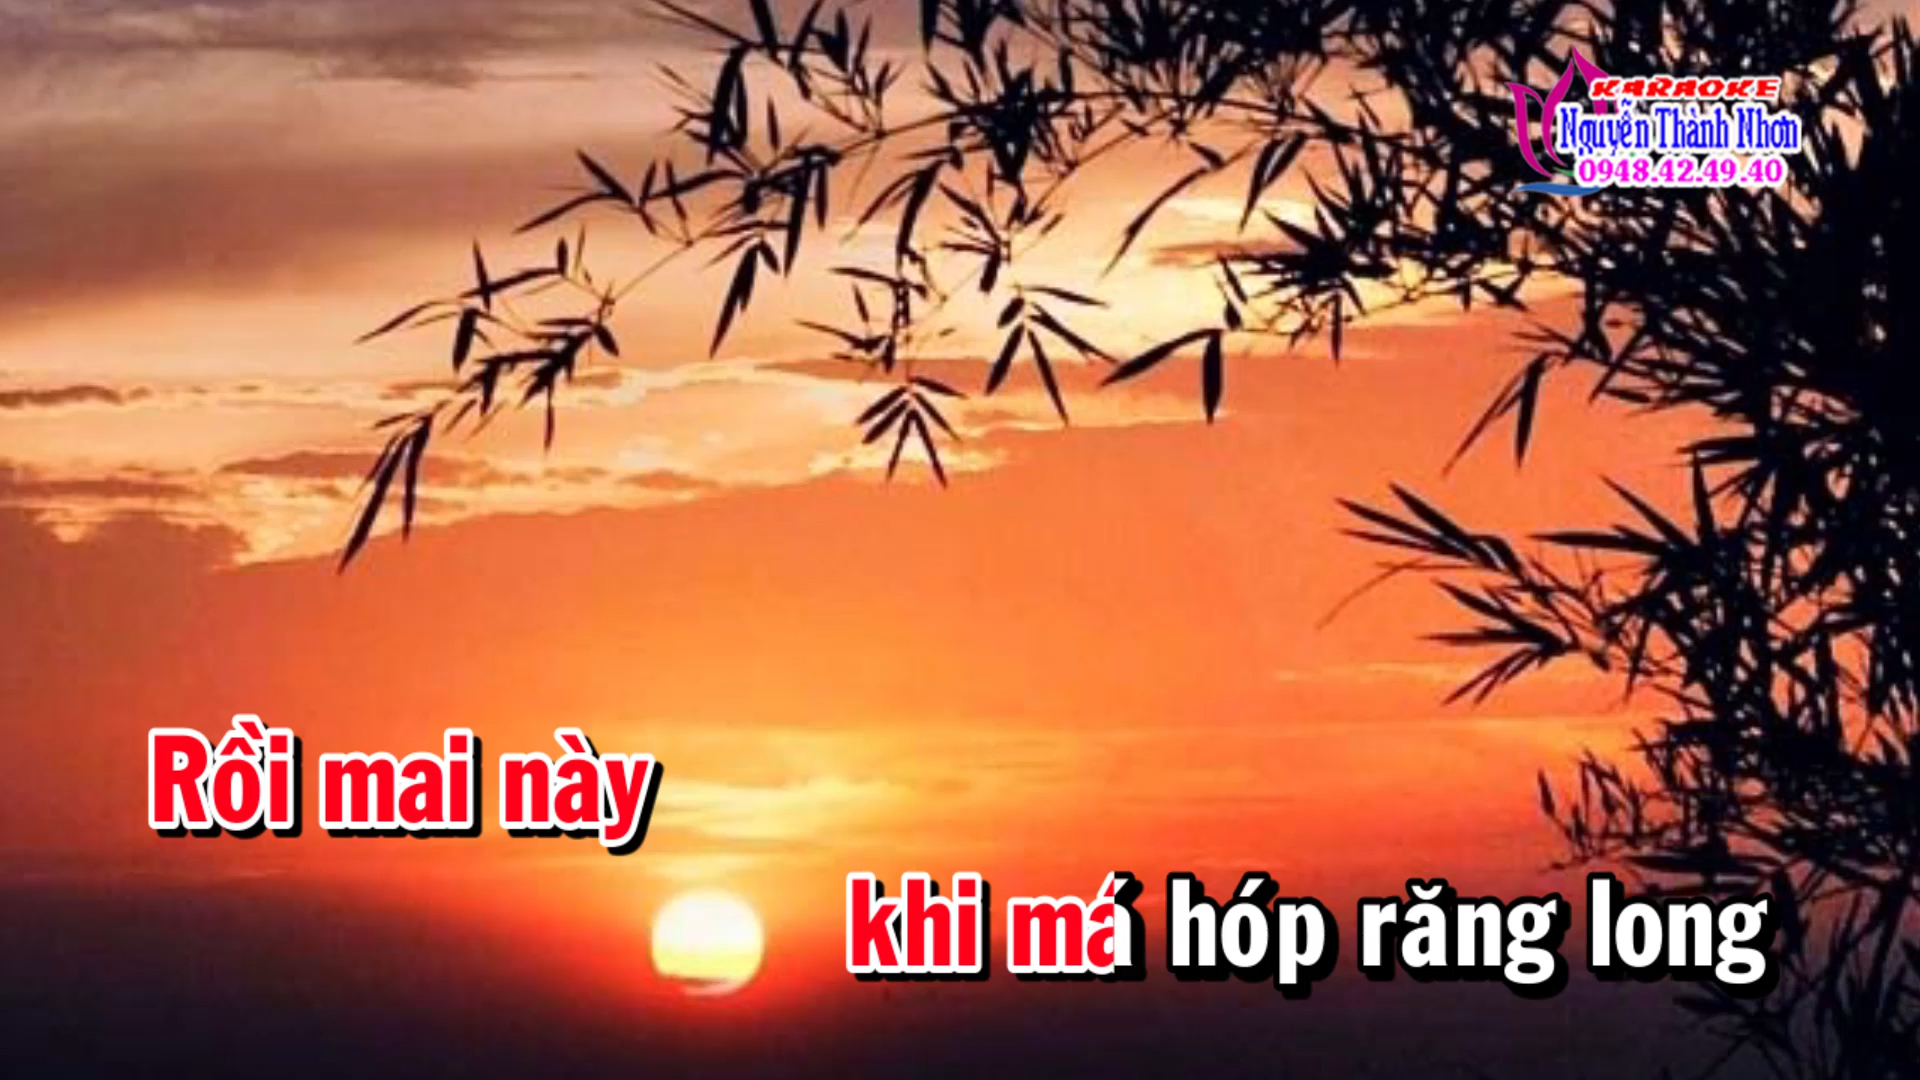 KARAOKE
Nguyễn Thành Nhơn
0948.42.49.40
Rồi mai này
khi má hóp răng long